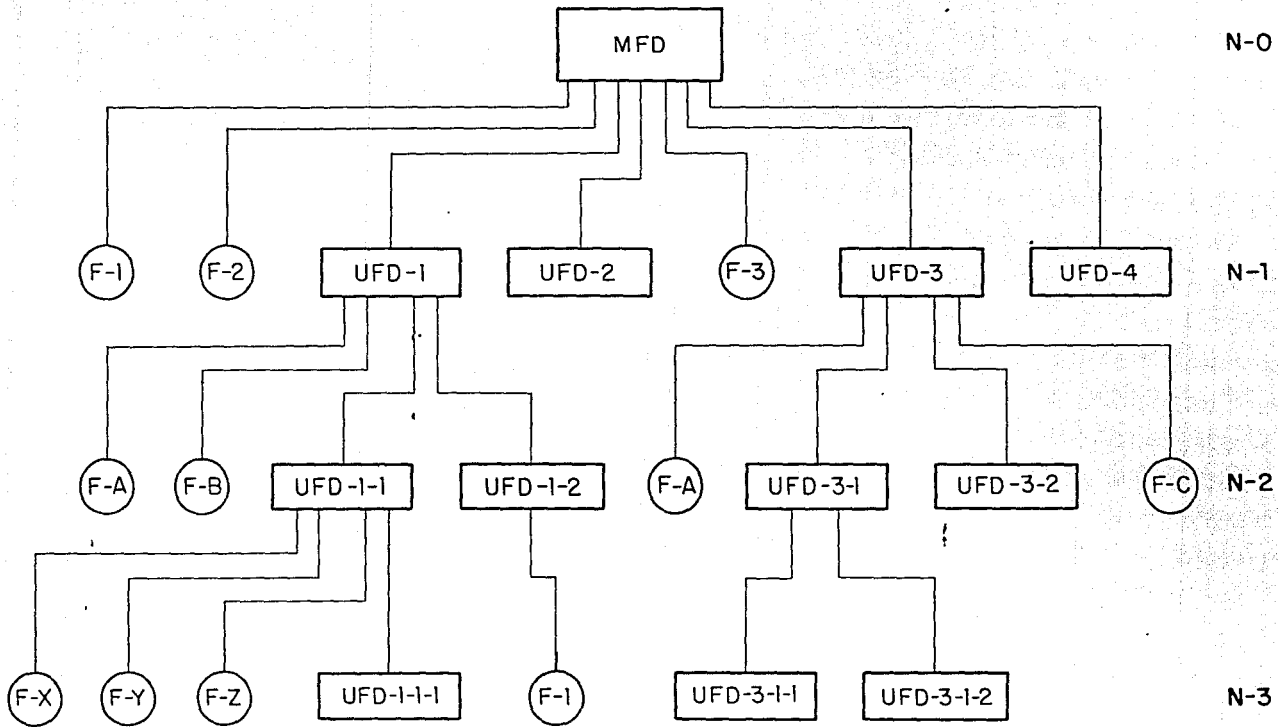 MFD N-0
F-1 F-2 UFD-1 UFD-2 F-3 UFD-3 UFD-4 N-1
F-A F-B UFD-1-1 UFD-1-2 F-A UFD-3-1 UFD-3-2 F-C N-2
F-X F-Y F-Z UFD-1-1-1 F-1 UFD-3-1-1 UFD-3-1-2 N-3